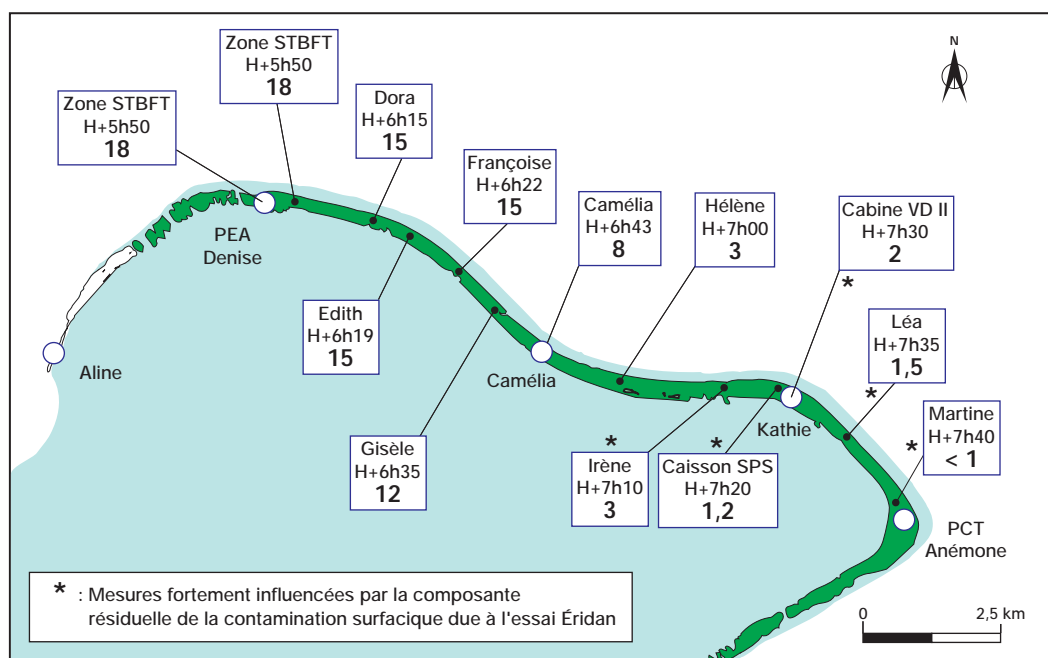 N
Zone STBFT
H+5h50
18
Zone STBFT
H+5h50
18
Dora
H+6h15
15
Françoise
H+6h22
15
Camélia
H+6h43
8
Hélène
H+7h00
3
Cabine VD II
H+7h30
2
*
Léa
H+7h35
1,5
*
Martine
H+7h40
< 1
*
PEA
Denise
Aline
Edith
H+6h19
15
Camélia
Kathie
Gisèle
H+6h35
12
*
Irène
H+7h10
3
*
Caisson SPS
H+7h20
1,2
PCT
Anémone
* : Mesures fortement influencées par la composante
résiduelle de la contamination surfacique due à l'essai Éridan
0 2,5 km